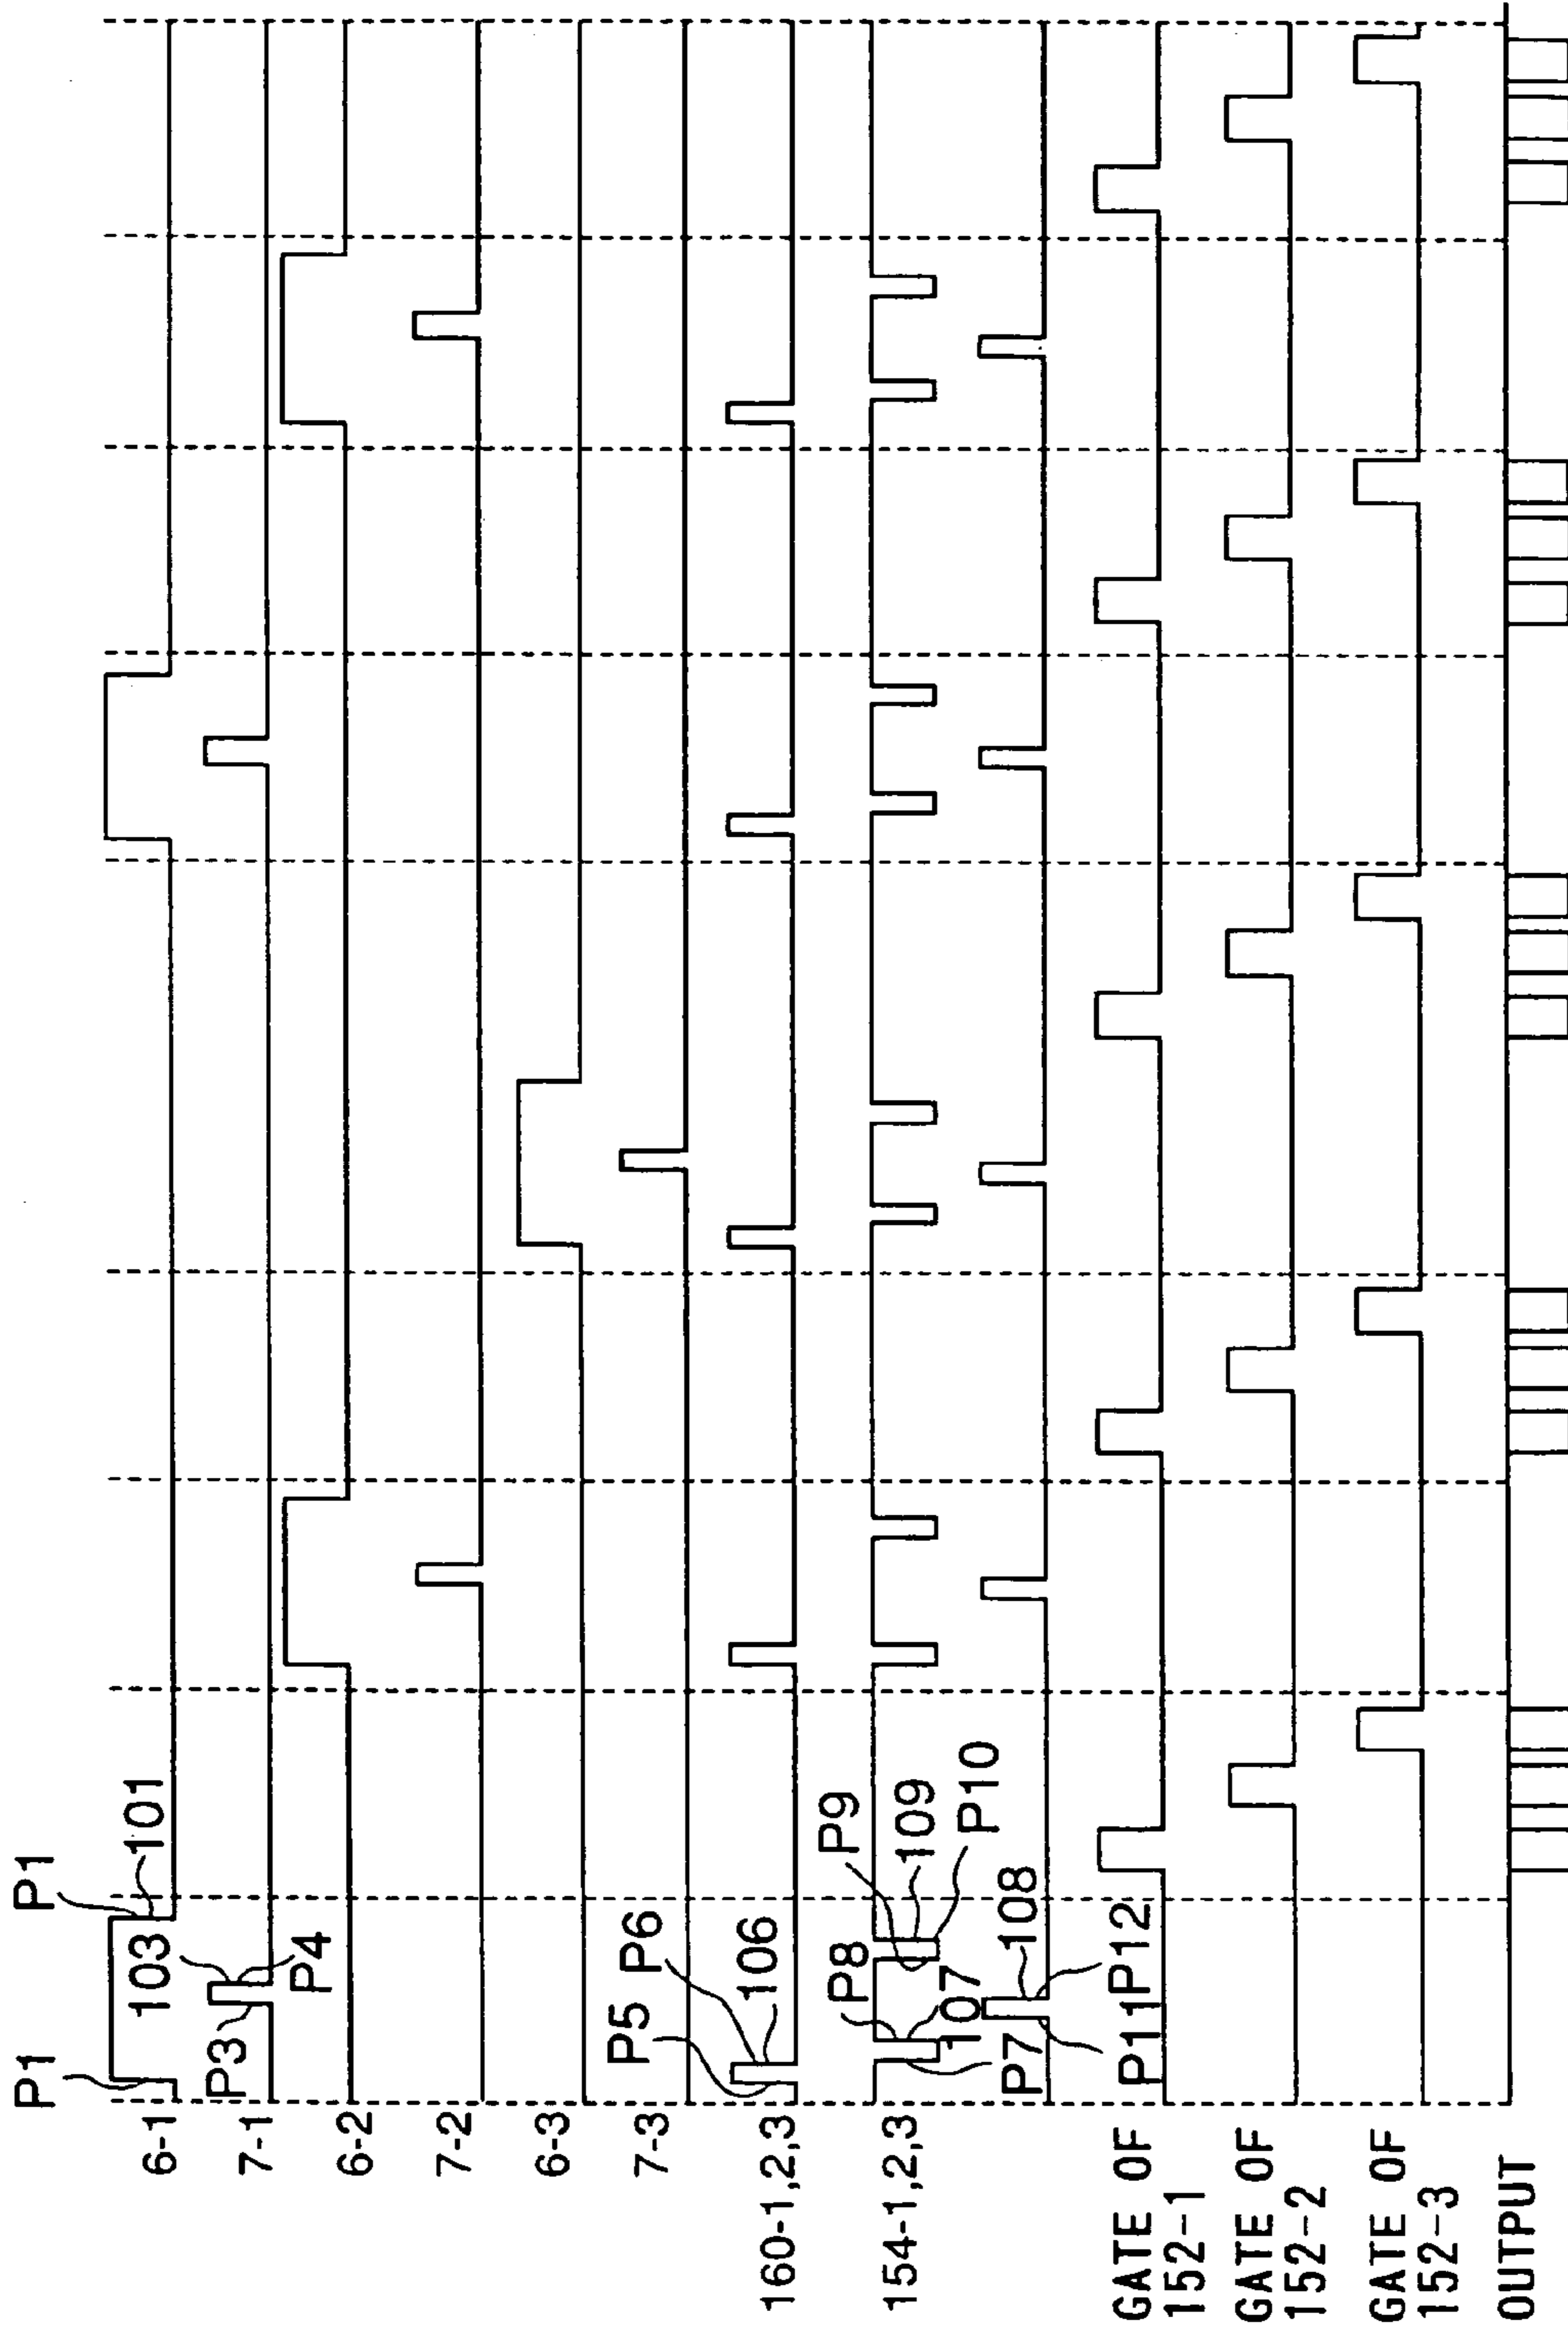 P1
P1
101
6-1
103
P3
P4
7-1
6-2
7-2
6-3
7-3
P5
P6
106
160-1,2,3
P8
P9
107
109
P7
P10
154-1,2,3
108
P11
P12
GATE OF
152-1
GATE OF
152-2
GATE OF
152-3
OUTPUT